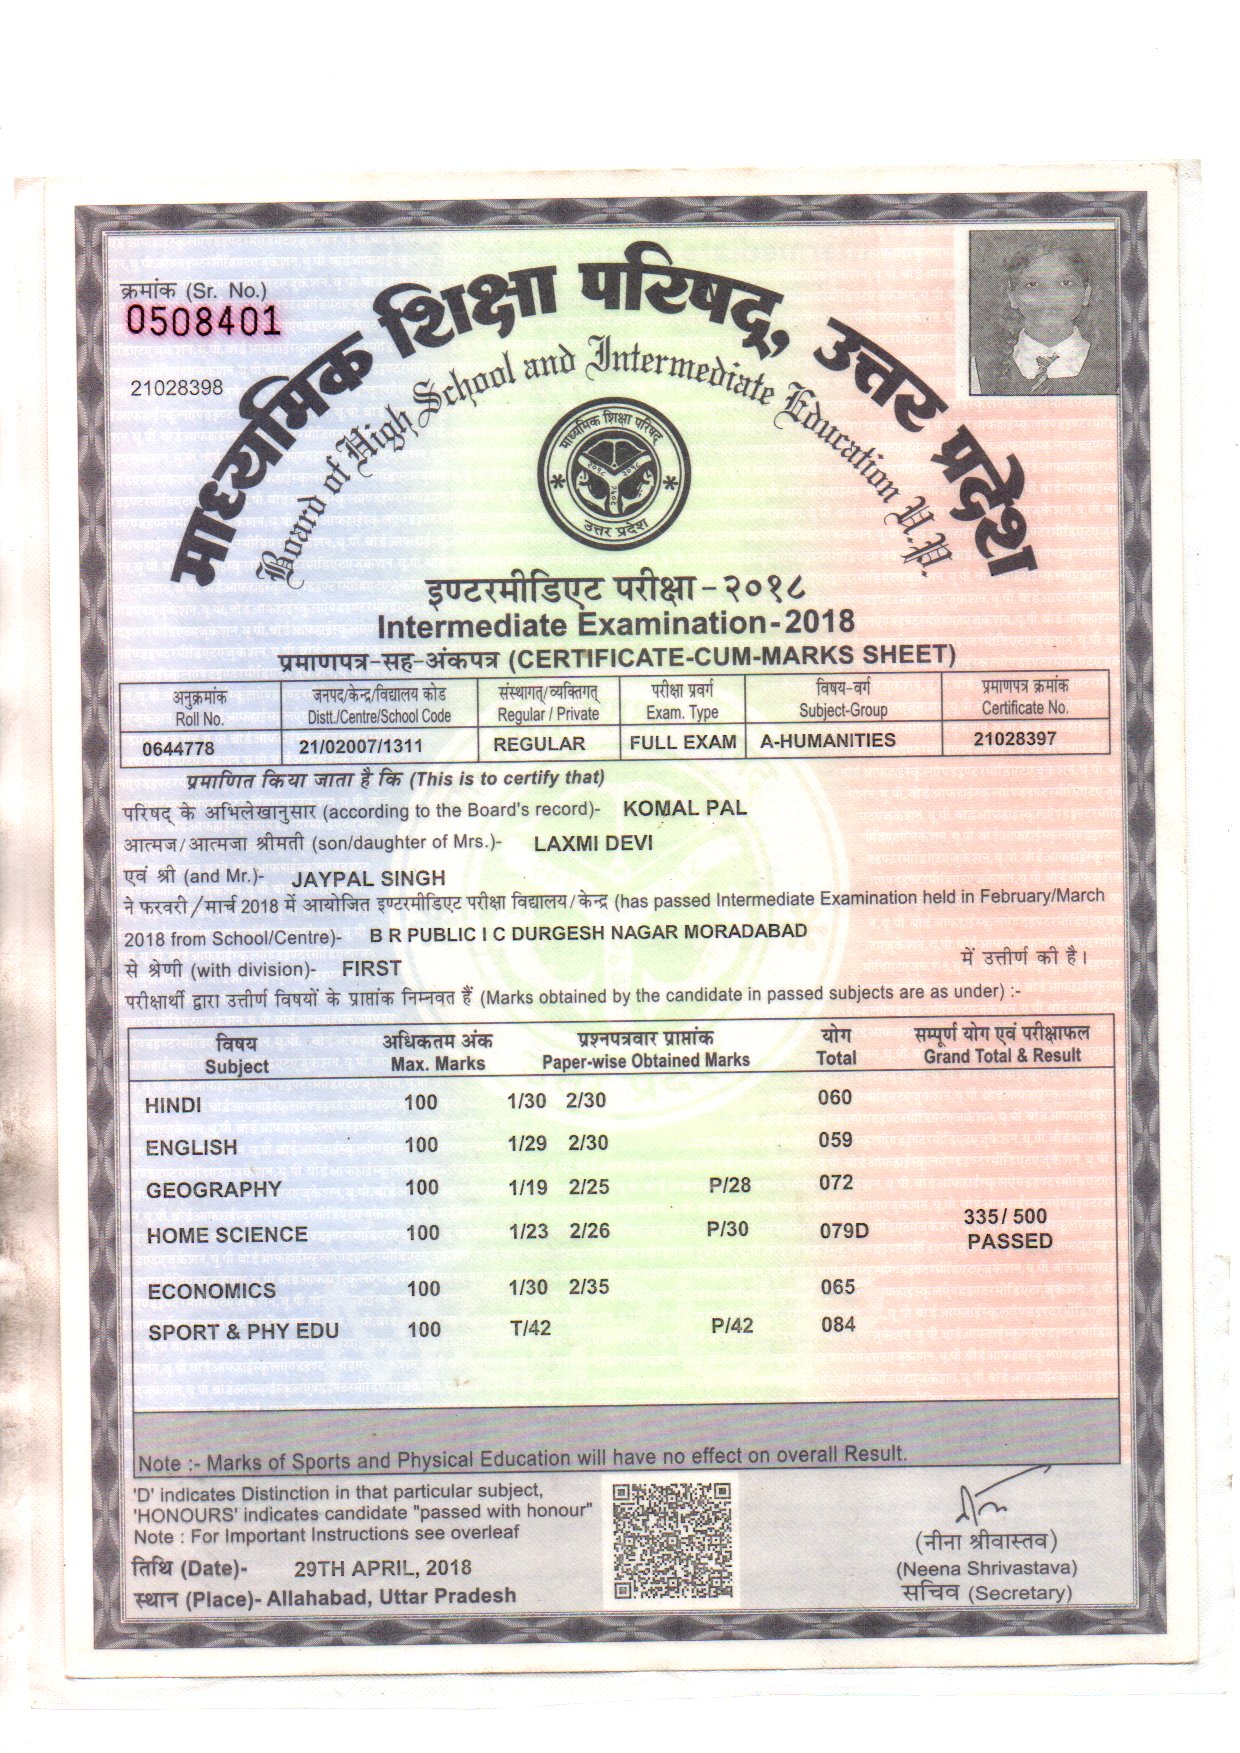 क्रमांक (Sr. No.)
0508401
21028398
माध्यमिक शिक्षा परिषद्, उत्तर प्रदेश
Board of High School and Intermediate Education U.P.
माध्यमिक शिक्षा परिषद्
उत्तर प्रदेश
इण्टरमीडिएट परीक्षा - २०१८
Intermediate Examination - 2018
प्रमाणपत्र-सह-अंकपत्र (CERTIFICATE-CUM-MARKS SHEET)
अनुक्रमांक जनपद/केन्द्र/विद्यालय कोड संस्थागत्/व्यक्तिगत् परीक्षा प्रवर्ग विषय-वर्ग प्रमाणपत्र क्रमांक
Roll No. Distt./Centre/School Code Regular / Private Exam. Type Subject-Group Certificate No.
0644778 21/02007/1311 REGULAR FULL EXAM A-HUMANITIES 21028397
प्रमाणित किया जाता है कि (This is to certify that)
परिषद् के अभिलेखानुसार (according to the Board's record)- KOMAL PAL
आत्मज/आत्मजा श्रीमती (son/daughter of Mrs.)- LAXMI DEVI
एवं श्री (and Mr.)- JAYPAL SINGH
ने फरवरी/मार्च 2018 में आयोजित इण्टरमीडिएट परीक्षा विद्यालय/केन्द्र (has passed Intermediate Examination held in February/March
2018 from School/Centre)- B R PUBLIC I C DURGESH NAGAR MORADABAD
से श्रेणी (with division)- FIRST में उत्तीर्ण की है।
परीक्षार्थी द्वारा उत्तीर्ण विषयों के प्राप्तांक निम्नवत हैं (Marks obtained by the candidate in passed subjects are as under) :-
विषय अधिकतम अंक प्रश्नपत्रवार प्राप्तांक योग सम्पूर्ण योग एवं परीक्षाफल
Subject Max. Marks Paper-wise Obtained Marks Total Grand Total & Result
HINDI 100 1/30 2/30 060
ENGLISH 100 1/29 2/30 059
GEOGRAPHY 100 1/19 2/25 P/28 072
HOME SCIENCE 100 1/23 2/26 P/30 079D 335/ 500
PASSED
ECONOMICS 100 1/30 2/35 065
SPORT & PHY EDU 100 T/42 P/42 084
Note :- Marks of Sports and Physical Education will have no effect on overall Result.
'D' indicates Distinction in that particular subject,
'HONOURS' indicates candidate "passed with honour"
Note : For Important Instructions see overleaf
तिथि (Date)- 29TH APRIL, 2018
स्थान (Place)- Allahabad, Uttar Pradesh
(नीना श्रीवास्तव)
(Neena Shrivastava)
सचिव (Secretary)